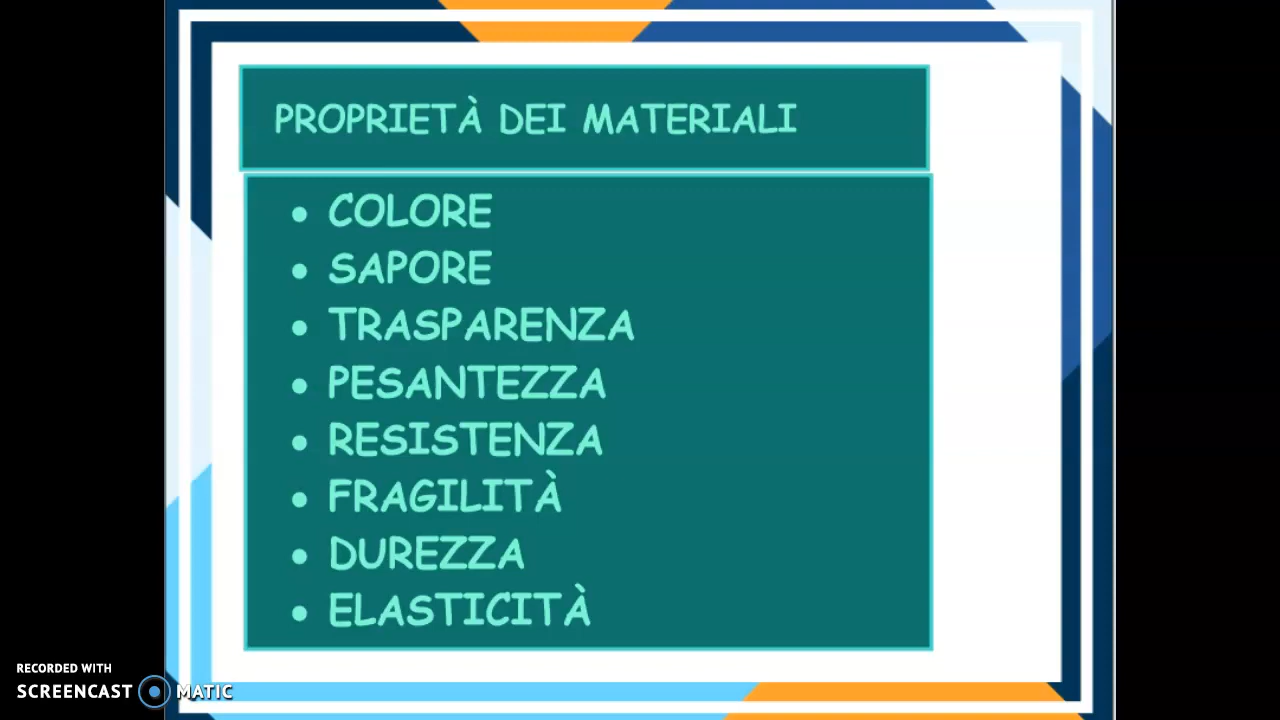 PROPRIETÀ DEI MATERIALI
• COLORE
• SAPORE
• TRASPARENZA
• PESANTEZZA
• RESISTENZA
• FRAGILITÀ
• DUREZZA
• ELASTICITÀ
RECORDED WITH
SCREENCAST MATIC